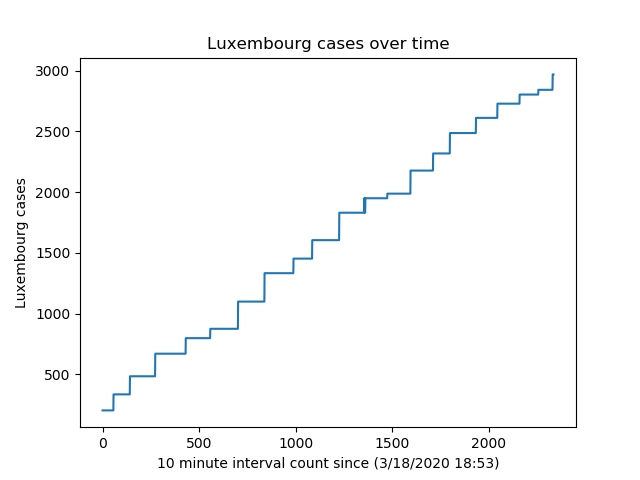 Luxembourg cases over time
3000
2500
2000
1500
1000
500
Luxembourg cases
0 500 1000 1500 2000
10 minute interval count since (3/18/2020 18:53)